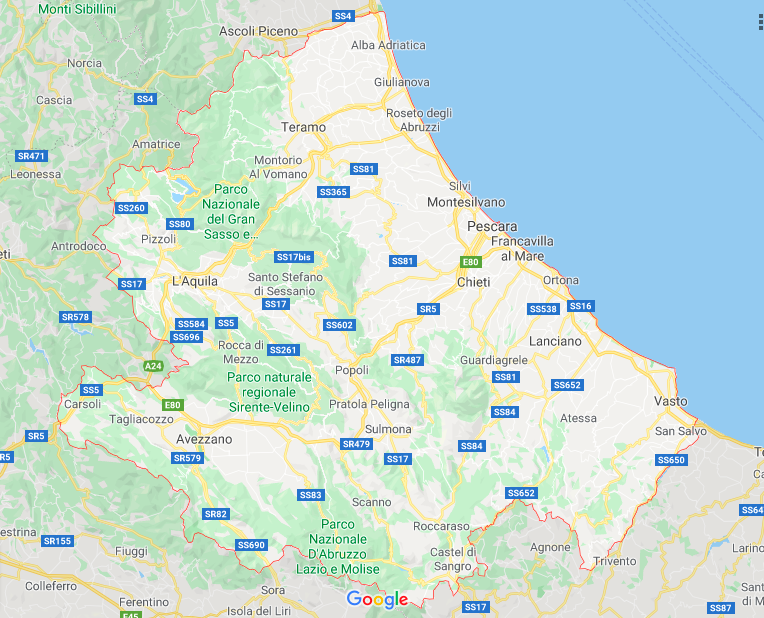 Monti Sibillini
SS4
Ascoli Piceno
Alba Adriatica
Norcia
Giulianova
Cascia
SS4
Roseto degli
Abruzzi
Teramo
Amatrice
SR471
Montorio
Al Vomano
SS81
Leonessa
Silvi
SS365
Parco
Nazionale
del Gran
Sasso e...
Montesilvano
SS260
SS80
Pescara
Pizzoli
Francavilla
al Mare
Antrodoco
SS17bis
SS81
E80
L'Aquila
Santo Stefano
di Sessanio
Chieti
Ortona
SS17
SS17
SR5
SS538
SS16
SR578
SS584
SS5
SS602
SS696
Rocca di
Mezzo
SS261
Lanciano
SR487
Guardiagrele
A24
Popoli
SS81
Parco naturale
regionale
Sirente-Velino
SS652
SS5
Carsoli
E80
Pratola Peligna
Vasto
SS84
Tagliacozzo
Atessa
Sulmona
San Salvo
SR5
Avezzano
SR479
SS84
R5
SR579
SS17
SS650
SS83
SS652
Scanno
SR82
SS64
Parco
Nazionale
D'Abruzzo
Lazio e Molise
Roccaraso
SR155
SS690
Fiuggi
Castel di
Sangro
Agnone
Larino
Trivento
Colleferro
Sora
Ferentino
Google
Isola del Liri
SS17
SS87
E45